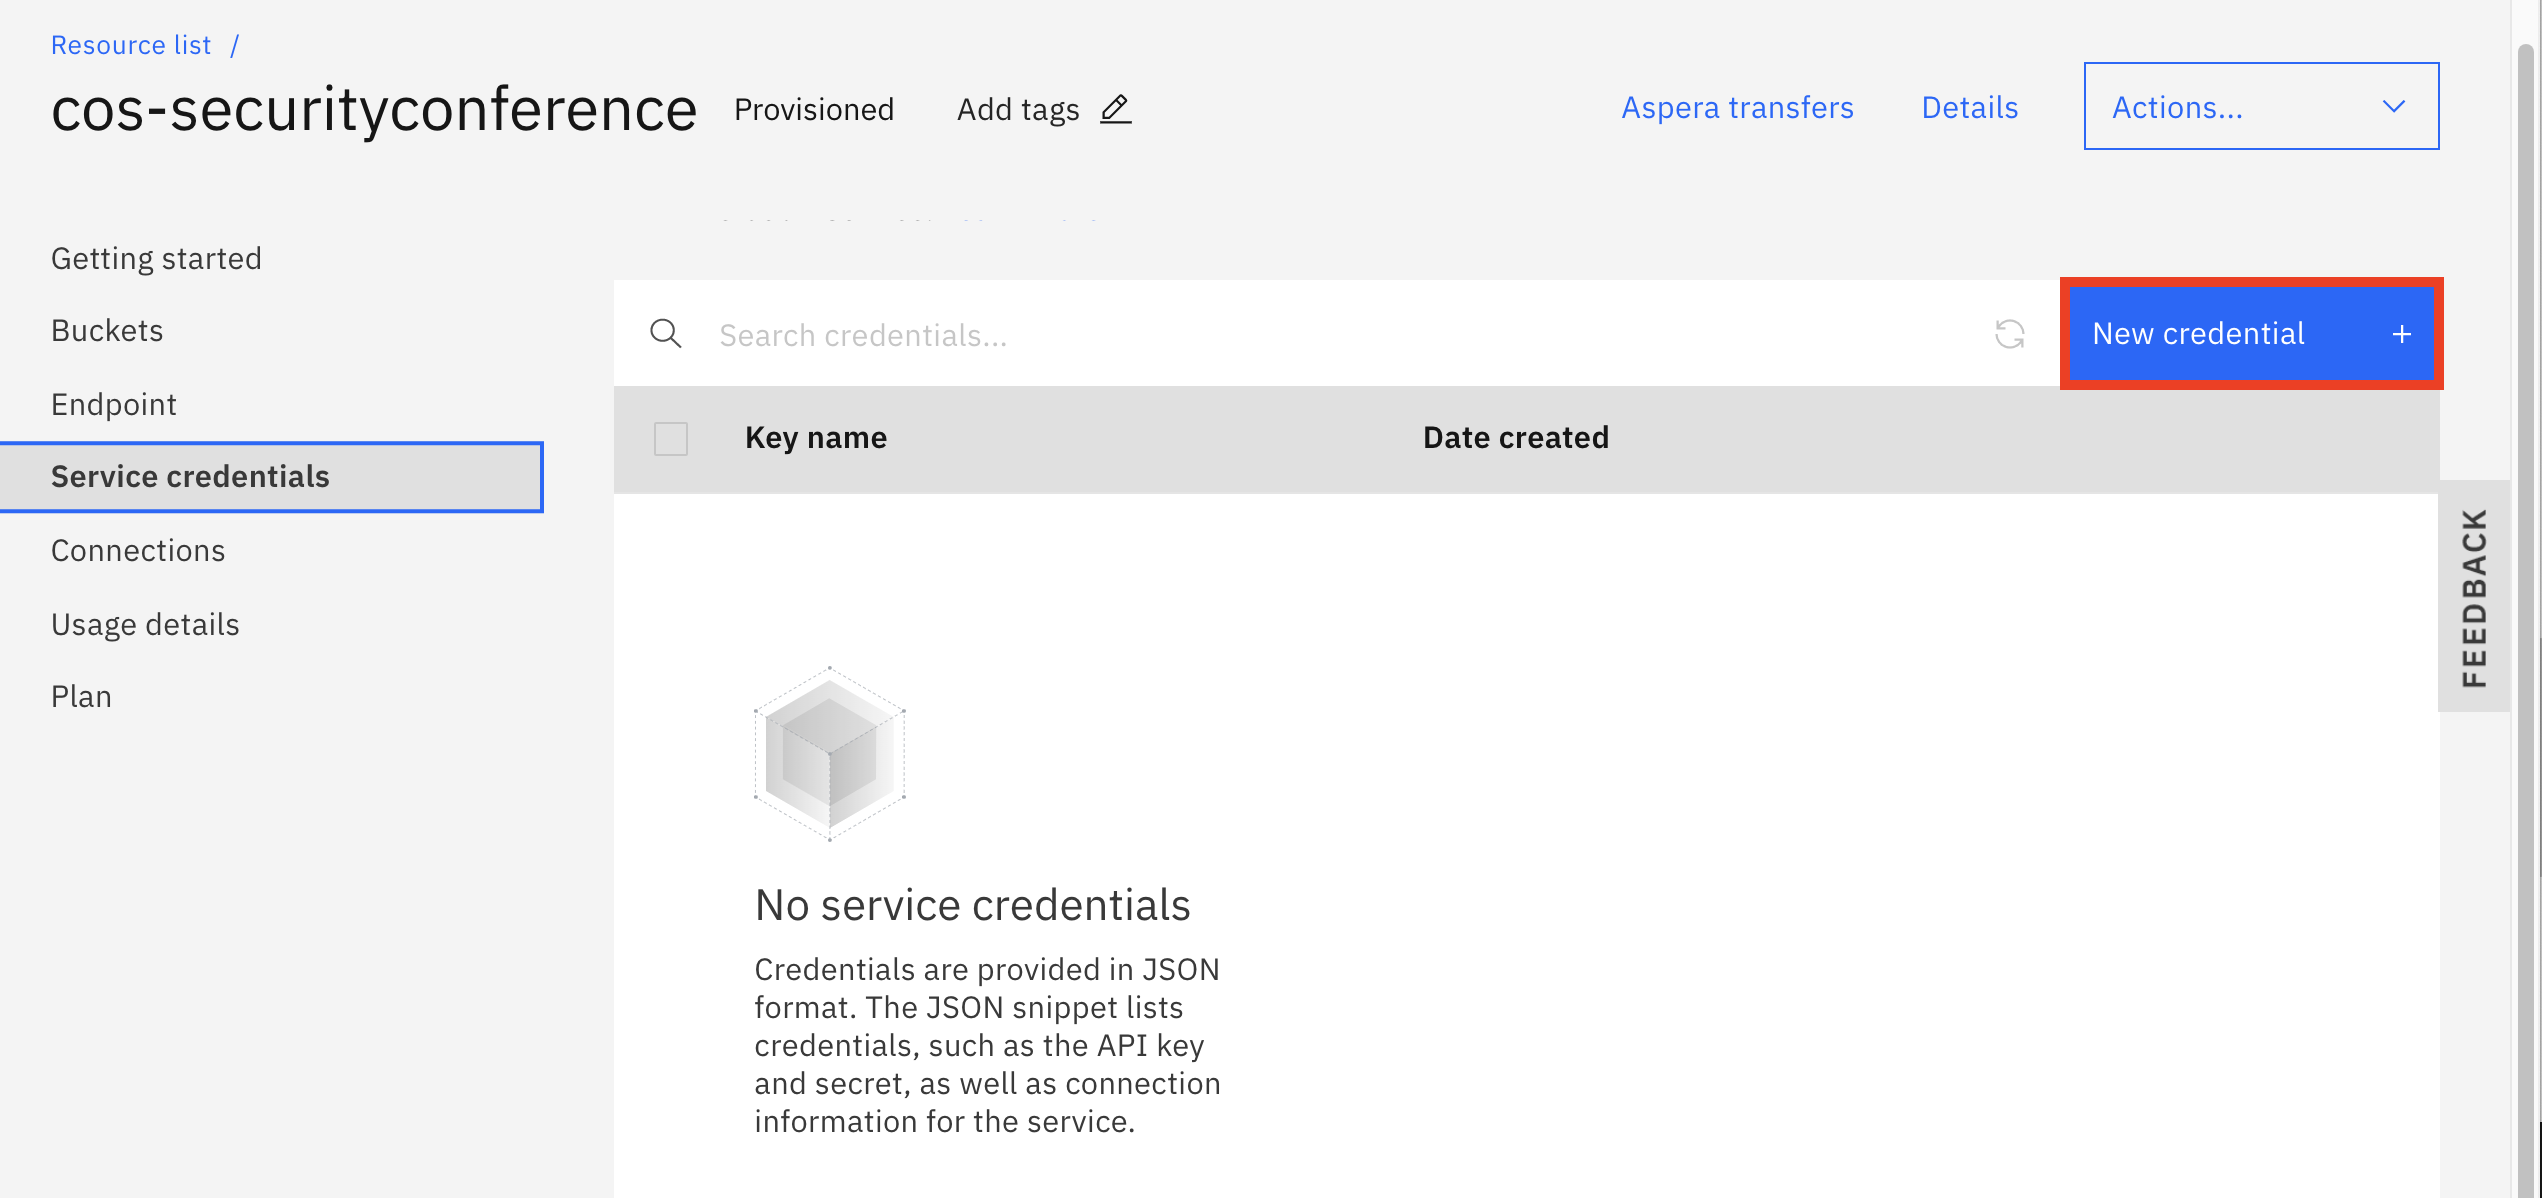 Resource list /
cos-securityconference Provisioned Add tags
Aspera transfers Details Actions...
Getting started
Buckets
Endpoint
Service credentials
Connections
Usage details
Plan
Search credentials...
New credential +
Key name Date created
No service credentials
Credentials are provided in JSON
format. The JSON snippet lists
credentials, such as the API key
and secret, as well as connection
information for the service.
FEEDBACK